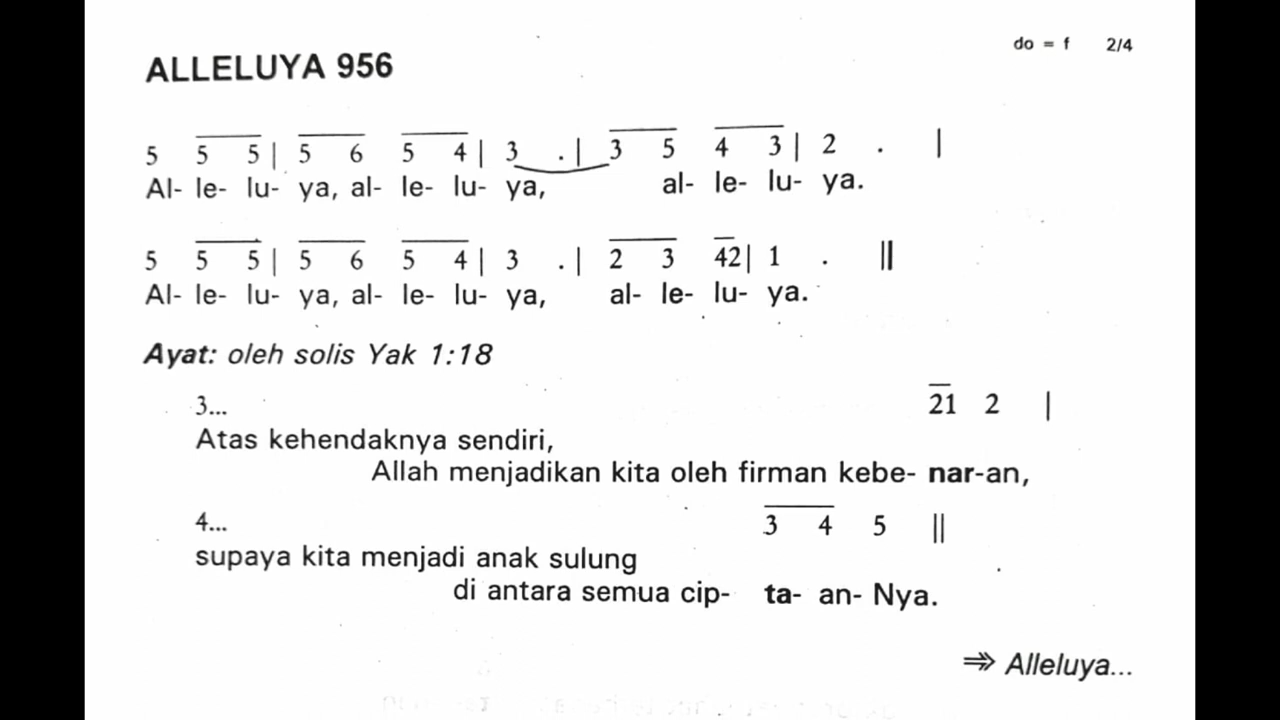 do = f 2/4
ALLELUYA 956
5 5 5 | 5 6 5 4 | 3 . | 3 5 4 3 | 2 . |
Al- le- lu- ya, al- le- lu- ya, al- le- lu- ya.
5 5 5 | 5 6 5 4 | 3 . | 2 3 42 | 1 . ||
Al- le- lu- ya, al- le- lu- ya, al- le- lu- ya.
Ayat: oleh solis Yak 1:18
3... 21 2 |
Atas kehendaknya sendiri,
Allah menjadikan kita oleh firman kebe- nar-an,
4... 3 4 5 ||
supaya kita menjadi anak sulung
di antara semua cip- ta- an- Nya.
⇒ Alleluya...